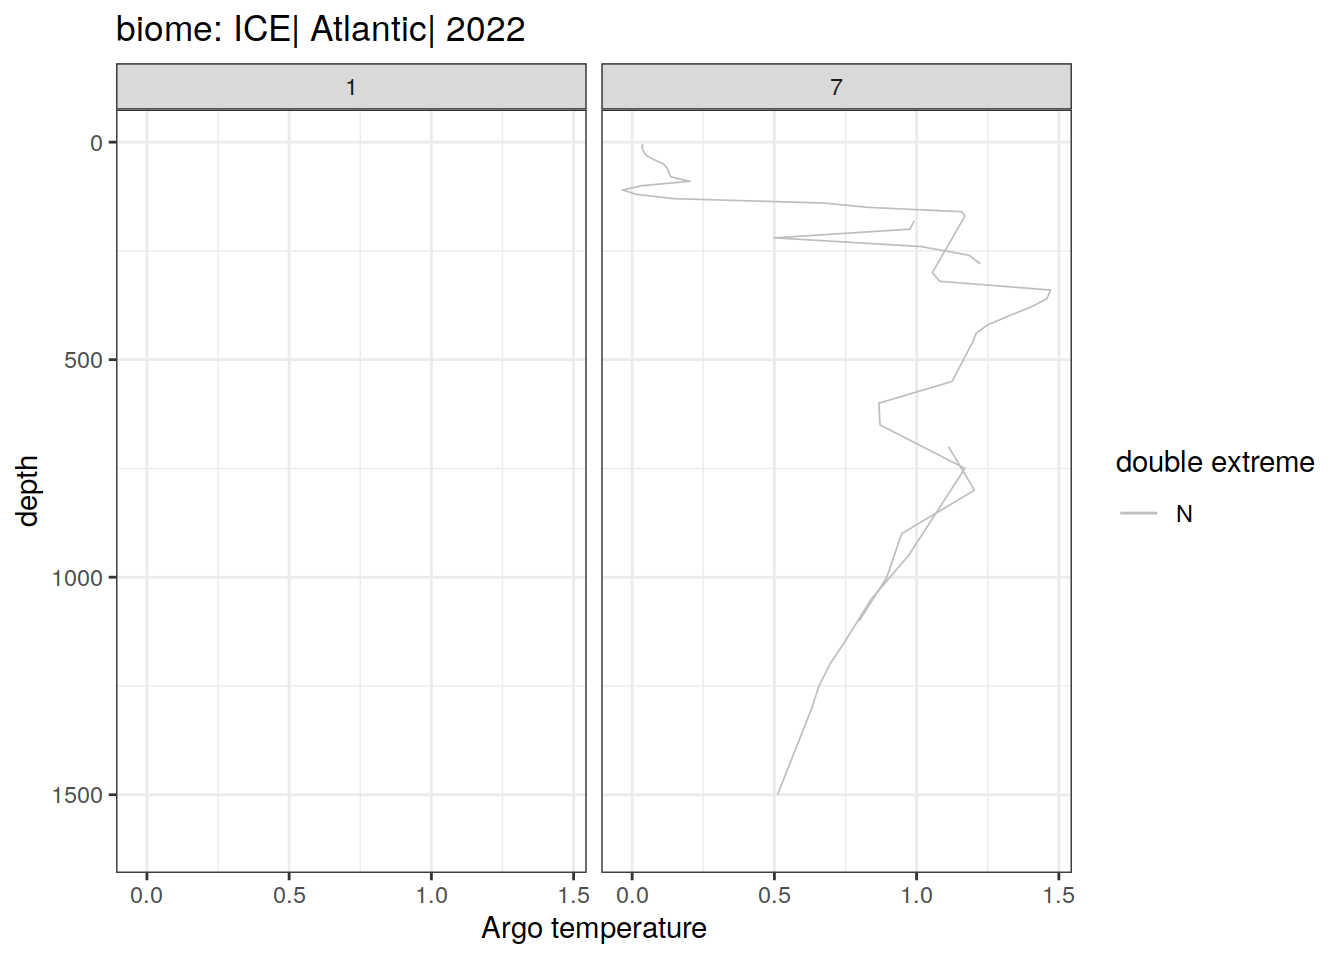 biome: ICE| Atlantic| 2022
1
7
0
500
1000
1500
depth
0.0
0.5
1.0
1.5
0.0
0.5
1.0
1.5
Argo temperature
double extreme
N